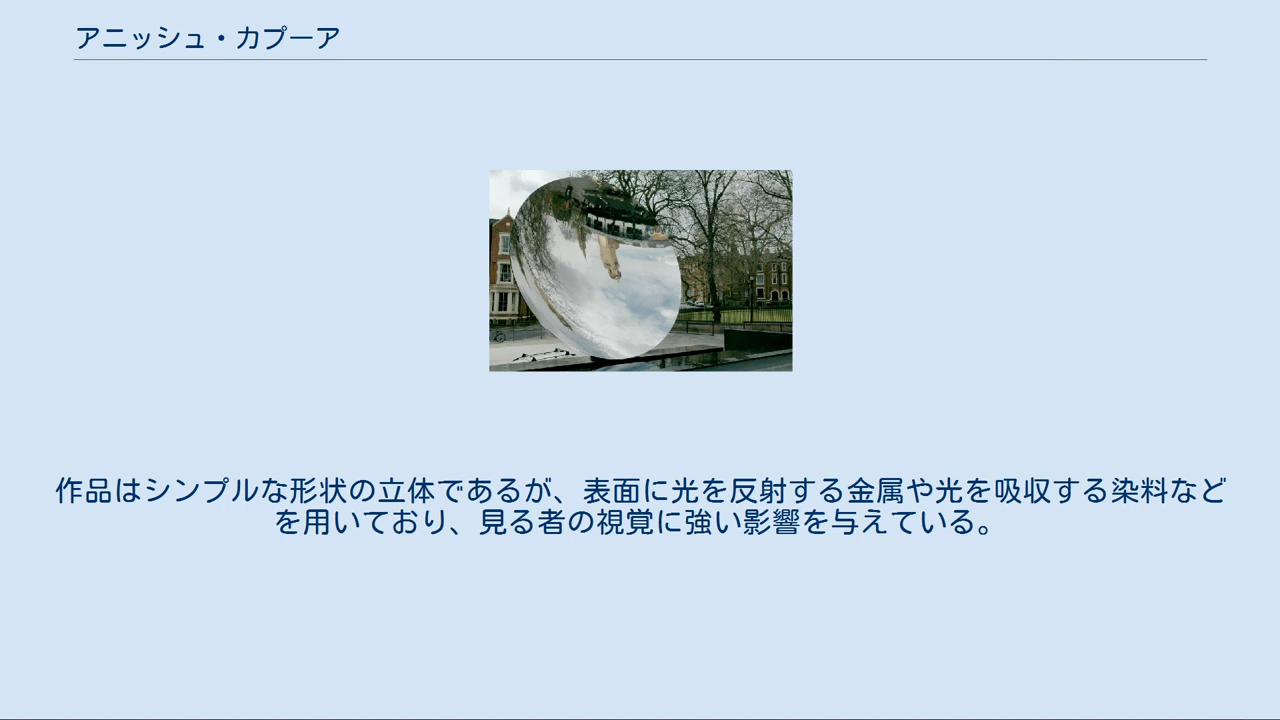 アニッシュ・カプーア
作品はシンプルな形状の立体であるが、表面に光を反射する金属や光を吸収する染料など
を用いており、見る者の視覚に強い影響を与えている。